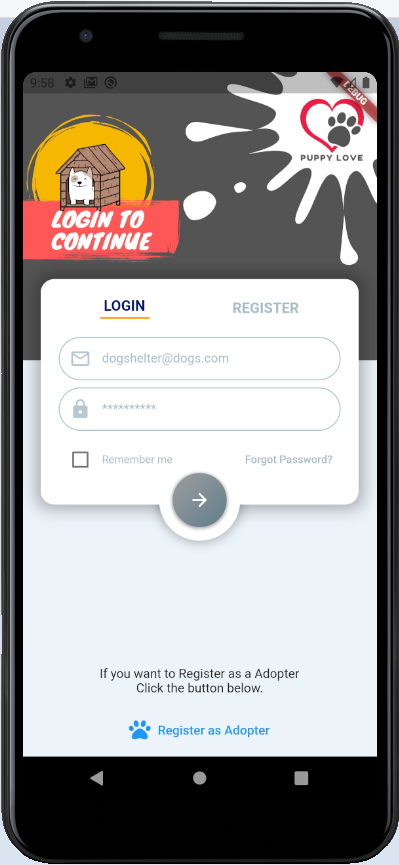 9:58
DEBUG
PUPPY LOVE
LOGIN TO
CONTINUE
LOGIN
REGISTER
dogshelter@dogs.com
**********
Remember me
Forgot Password?
If you want to Register as a Adopter
Click the button below.
Register as Adopter